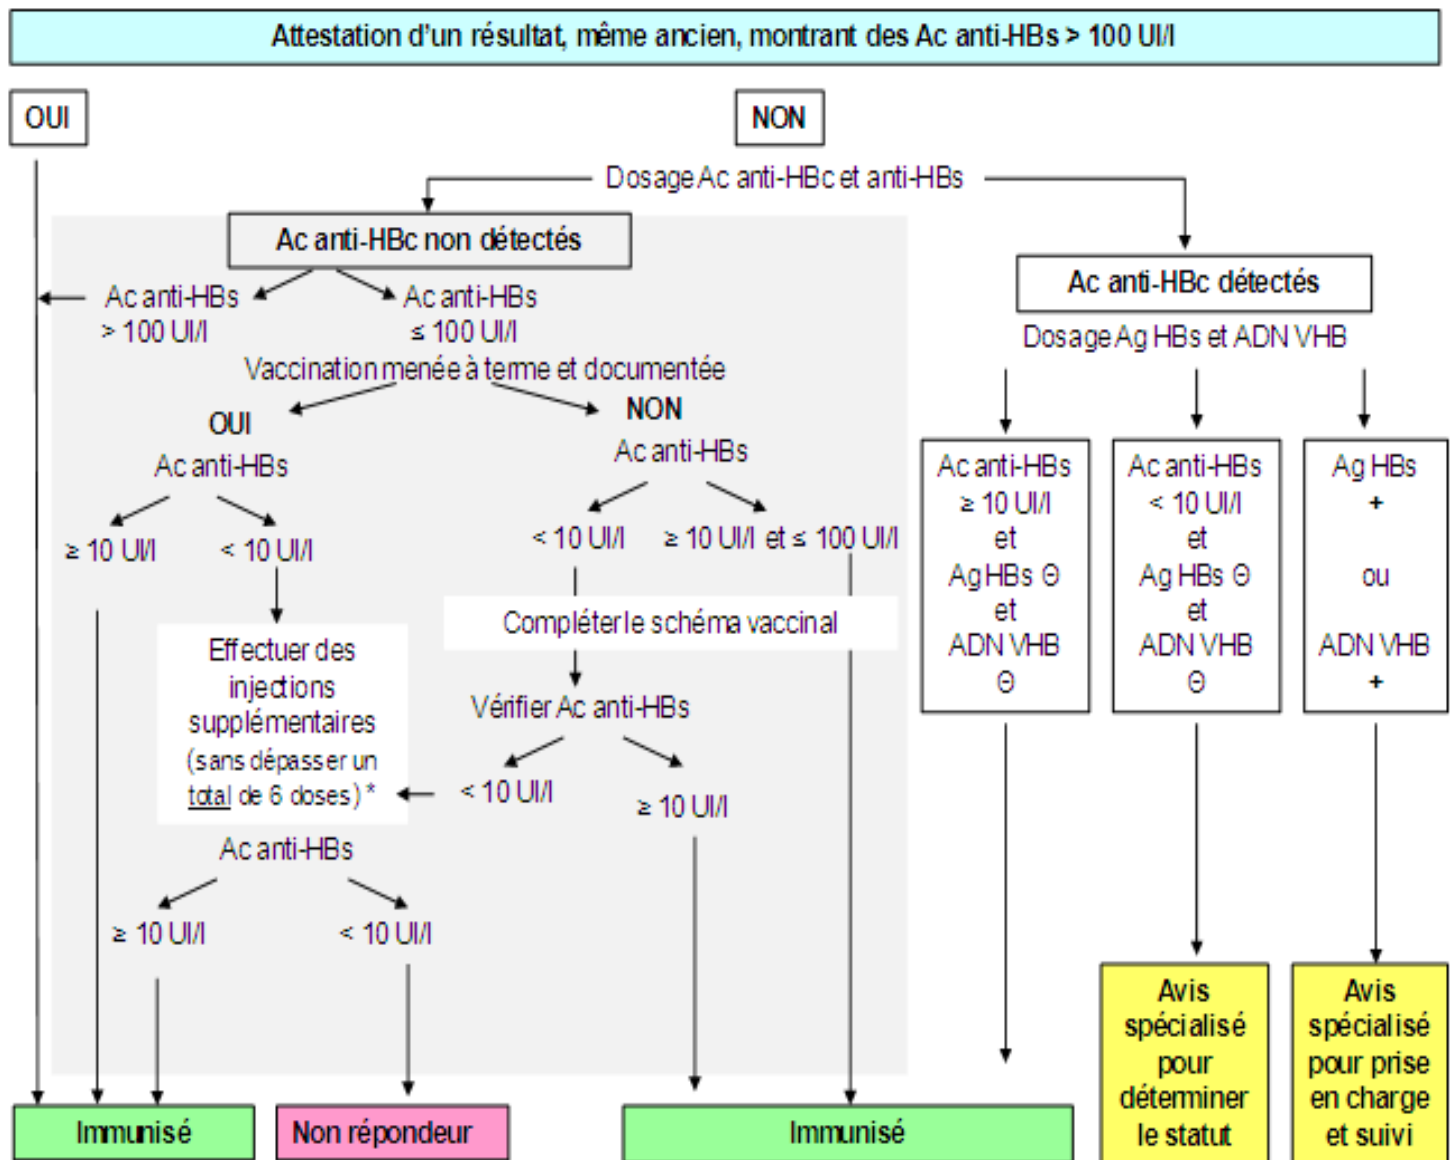 Attestation d'un résultat, même ancien, montrant des Ac anti-HBs > 100 UI/l
OUI
NON
Dosage Ac anti-HBc et anti-HBs
Ac anti-HBc non détectés
Ac anti-HBs
> 100 UI/l
Ac anti-HBs
≤ 100 UI/l
Vaccination menée à terme et documentée
OUI
Ac anti-HBs
≥ 10 UI/l
< 10 UI/l
NON
Ac anti-HBs
< 10 UI/l
≥ 10 UI/l et ≤ 100 UI/l
Effectuer des
injections
supplémentaires
(sans dépasser un
total de 6 doses) *
Compléter le schéma vaccinal
Vérifier Ac anti-HBs
< 10 UI/l
≥ 10 UI/l
Ac anti-HBs
≥ 10 UI/l
< 10 UI/l
Ac anti-HBc détectés
Dosage Ag HBs et ADN VHB
Ac anti-HBs
≥ 10 UI/l
et
Ag HBs Θ
et
ADN VHB
Θ
Ac anti-HBs
< 10 UI/l
et
Ag HBs Θ
et
ADN VHB
Θ
Ag HBs
+
ou
ADN VHB
+
Immunisé
Non répondeur
Immunisé
Avis
spécialisé
pour
déterminer
le statut
Avis
spécialisé
pour prise
en charge
et suivi